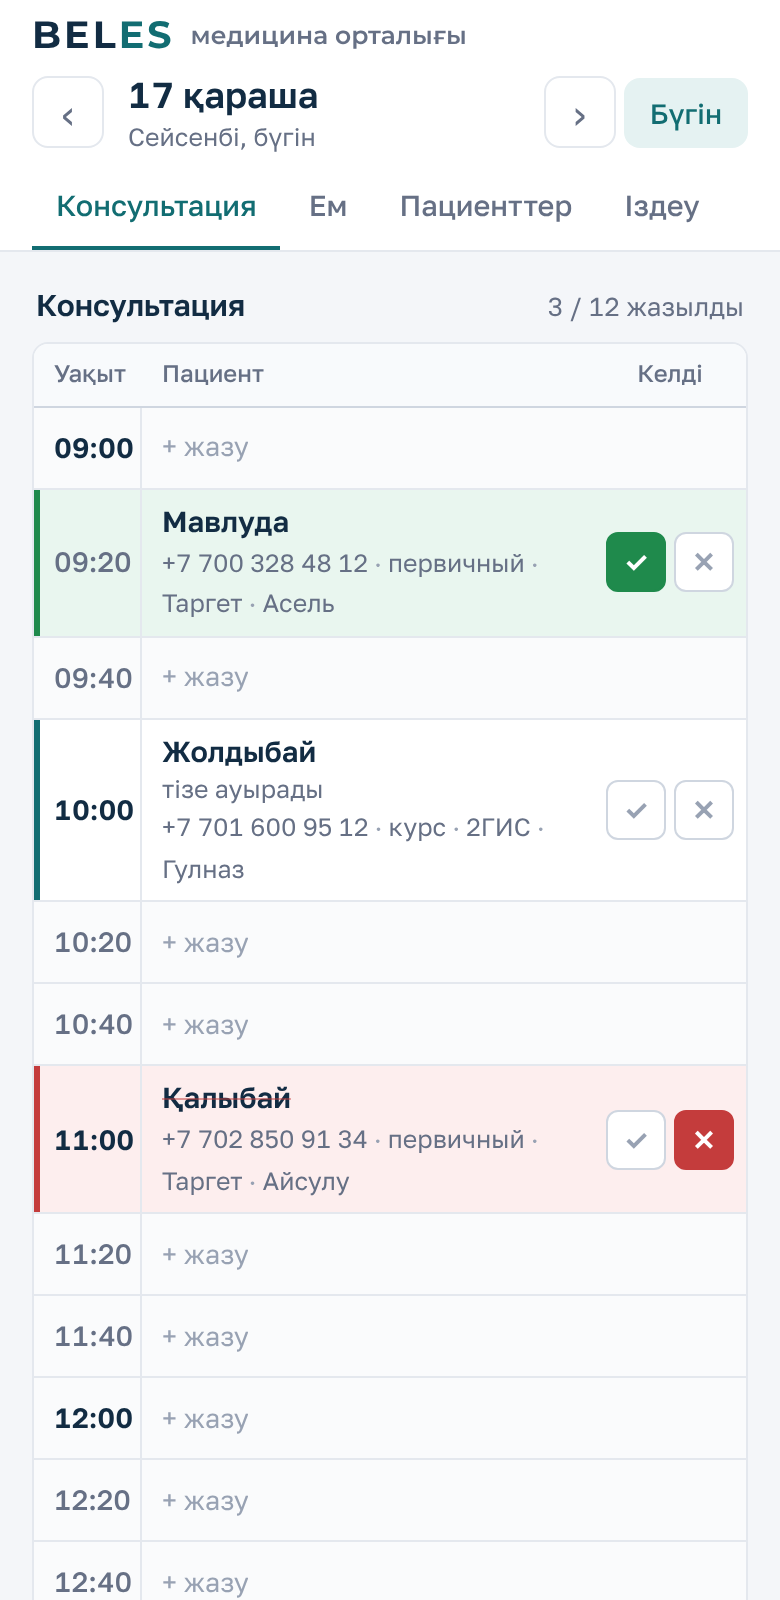 BELES медицина орталығы
‹ 17 қараша › Бүгін
Сейсенбі, бүгін
Консультация Ем Пациенттер Іздеу
Консультация 3 / 12 жазылды
Уақыт Пациент Келді
09:00 + жазу
Мавлуда
09:20 +7 700 328 48 12 · первичный · ✓ ✕
Таргет · Асель
09:40 + жазу
Жолдыбай
тізе ауырады
10:00 +7 701 600 95 12 · курс · 2ГИС · ✓ ✕
Гулназ
10:20 + жазу
10:40 + жазу
Қалыбай
11:00 +7 702 850 91 34 · первичный · ✓ ✕
Таргет · Айсулу
11:20 + жазу
11:40 + жазу
12:00 + жазу
12:20 + жазу
12:40 + жазу